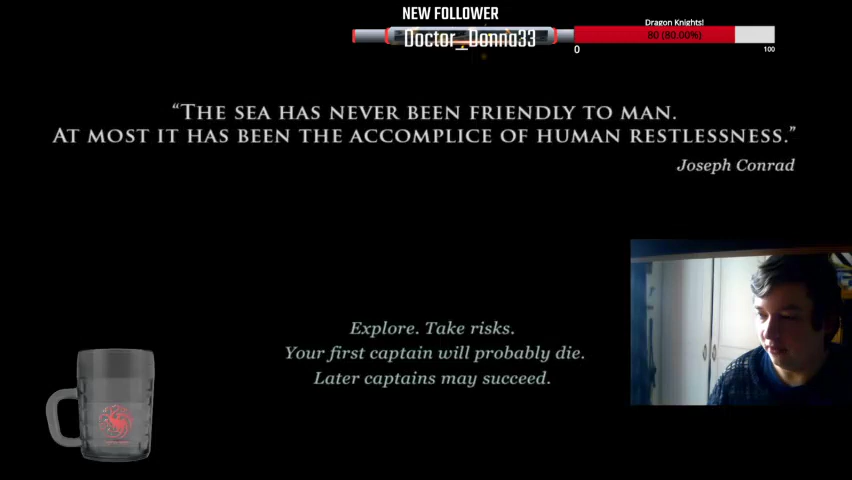 NEW FOLLOWER
Doctor_Donna33
Dragon Knights!
80 (80.00%)
0
100
“THE SEA HAS NEVER BEEN FRIENDLY TO MAN.
AT MOST IT HAS BEEN THE ACCOMPLICE OF HUMAN RESTLESSNESS.”
Joseph Conrad
Explore. Take risks.
Your first captain will probably die.
Later captains may succeed.